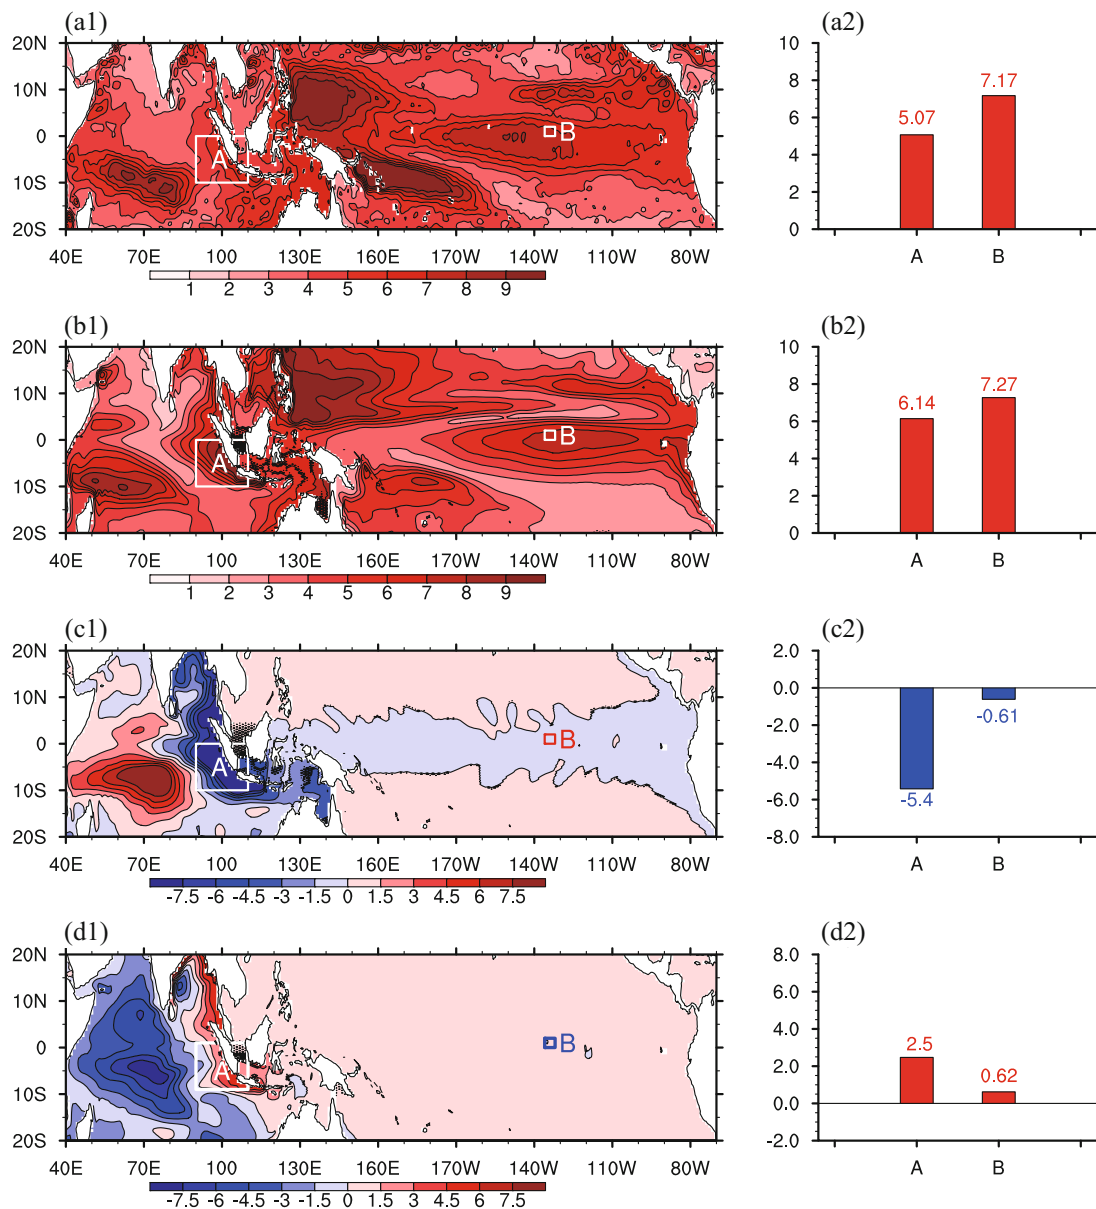 (a1) (a2)
20N
10N
0
10S
20S
A
B
40E 70E 100 130E 160E 170W 140W 110W 80W
1 2 3 4 5 6 7 8 9
10
8
6
4
2
0
5.07
7.17
A B
(b1) (b2)
20N
10N
0
10S
20S
A
B
40E 70E 100 130E 160E 170W 140W 110W 80W
1 2 3 4 5 6 7 8 9
10
8
6
4
2
0
6.14
7.27
A B
(c1) (c2)
20N
10N
0
10S
20S
A
B
40E 70E 100 130E 160E 170W 140W 110W 80W
-7.5 -6 -4.5 -3 -1.5 0 1.5 3 4.5 6 7.5
2.0
0.0
-2.0
-4.0
-6.0
-8.0
-5.4
-0.61
A B
(d1) (d2)
20N
10N
0
10S
20S
A
B
40E 70E 100 130E 160E 170W 140W 110W 80W
-7.5 -6 -4.5 -3 -1.5 0 1.5 3 4.5 6 7.5
8.0
6.0
4.0
2.0
0.0
-2.0
2.5
0.62
A B